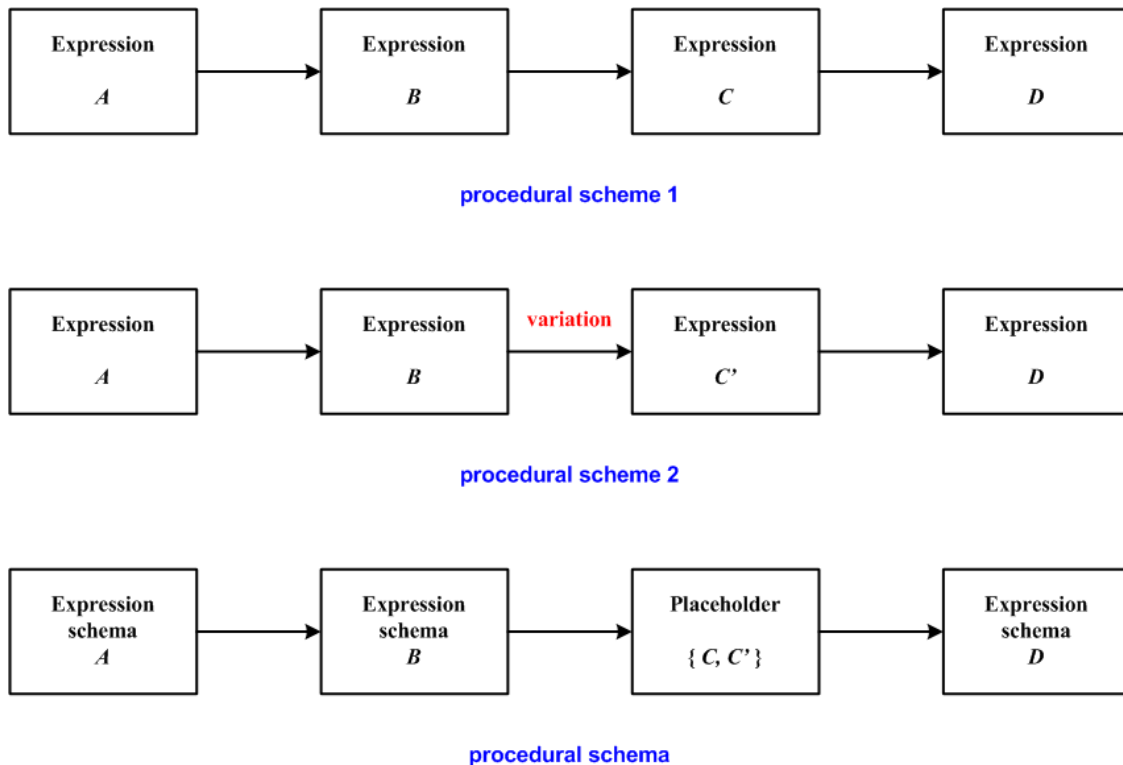 Expression Expression Expression Expression
A B C D
procedural scheme 1
Expression Expression variation Expression Expression
A B C’ D
procedural scheme 2
Expression Expression Placeholder Expression
schema schema schema
A B { C, C’ } D
procedural schema